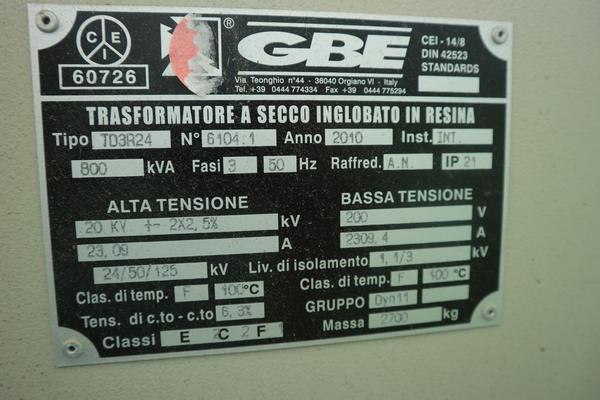 CEI
60726
® GBE
Via Teonghio n°44 - 36040 Orgiano VI - Italy
Tel. +39 0444 774334 Fax +39 0444 775294
CEI - 14/8
DIN 42523
STANDARDS
TRASFORMATORE A SECCO INGLOBATO IN RESINA
Tipo TD3R24 N° 6104.1 Anno 2010 Inst. INT.
800 kVA Fasi 3 50 Hz Raffred. A.N. IP 21
ALTA TENSIONE
20 KV +- 2X2,5% kV
23,09 A
24/50/125 kV
Clas. di temp. F 100°C
Tens. di c.to - c.to 6,3%
Classi E 2 C 2 F 1
BASSA TENSIONE
200 V
2309,4 A
Liv. di isolamento 1,1/3 kV
Clas. di temp. F 100 °C
GRUPPO Dyn11
Massa 2700 kg